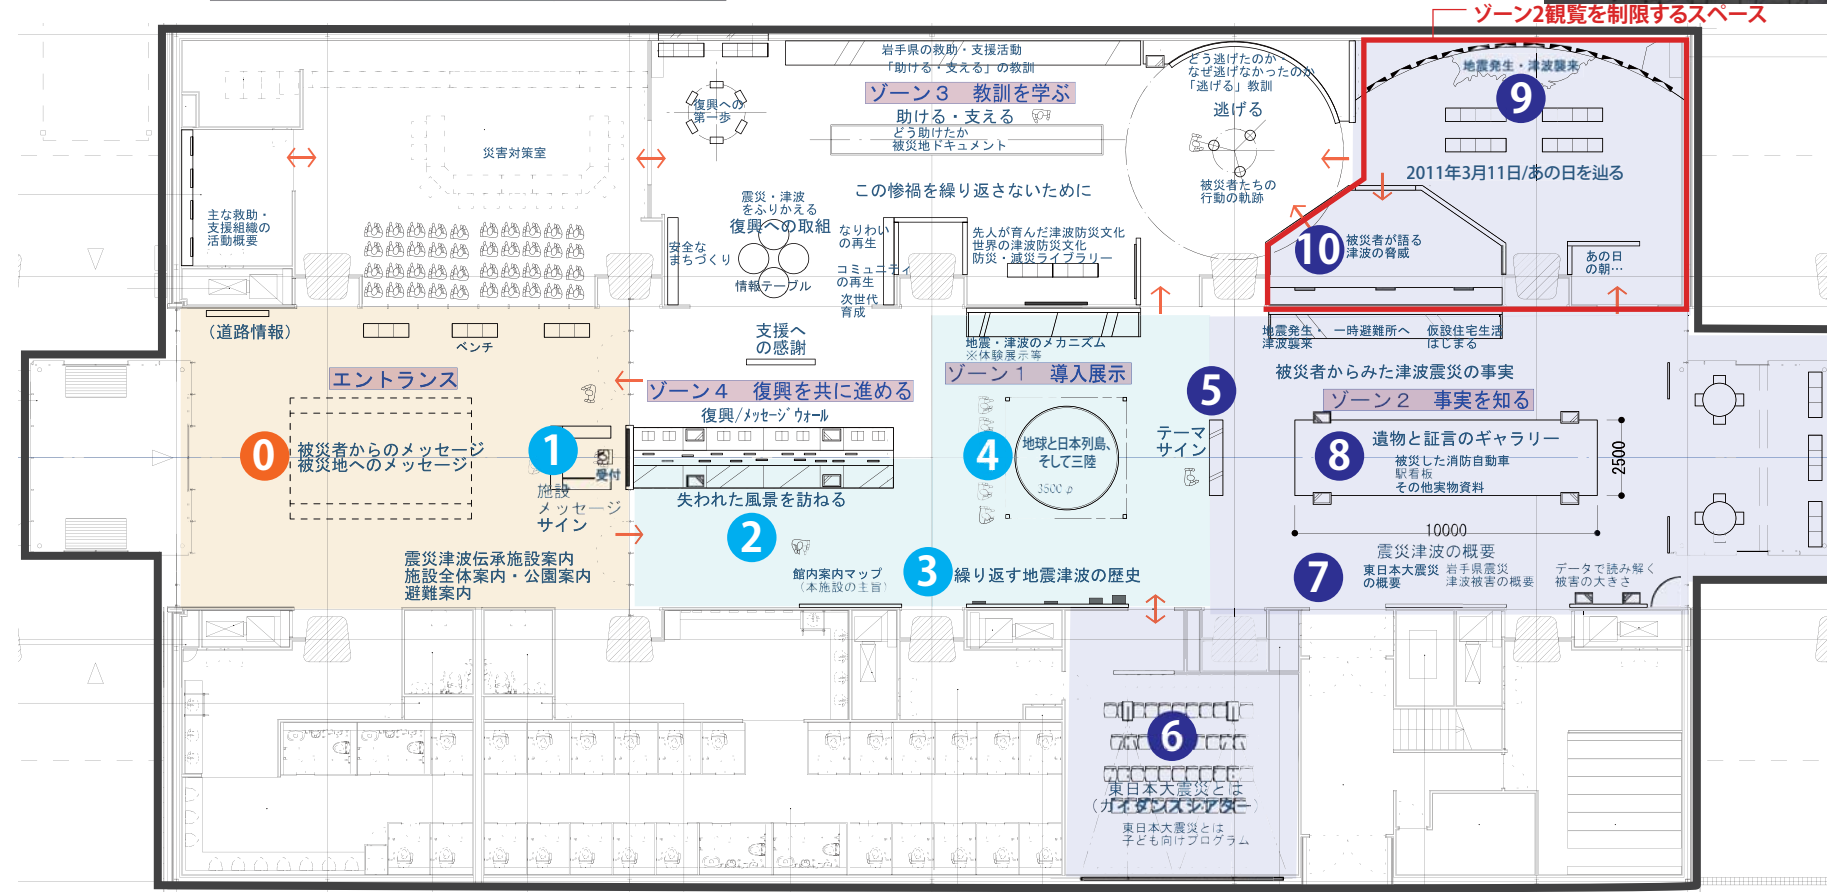 ゾーン2観覧を制限するスペース
岩手県の救助・支援活動
「助ける・支える」の教訓
ゾーン３　教訓を学ぶ
助ける・支える
どう助けたか
被災地ドキュメント
復興への
第一歩
どう逃げたのか
なぜ逃げなかったのか
「逃げる」教訓
逃げる
被災者たちの
行動の軌跡
地震発生・津波襲来
9
2011年3月11日/あの日を辿る
災害対策室
主な救助・
支援組織の
活動概要
この惨禍を繰り返さないために
震災・津波
をふりかえる
復興への取組
安全な
まちづくり
情報テーブル
なりわい
の再生
コミュニティ
の再生
次世代
育成
先人が育んだ津波防災文化
世界の津波防災文化
防災・減災ライブラリー
10
被災者が語る
津波の脅威
あの日
の朝…
（道路情報）
ベンチ
支援へ
の感謝
地震・津波のメカニズム
※体験展示等
地震発生・
津波襲来
一時避難所へ
仮設住宅生活
はじまる
被災者からみた津波震災の事実
エントランス
ゾーン４　復興を共に進める
復興/メッセージウォール
ゾーン１　導入展示
ゾーン２　事実を知る
5
テーマ
サイン
0
被災者からのメッセージ
被災地へのメッセージ
1
受付
施設
メッセージ
サイン
失われた風景を訪ねる
2
4
地球と日本列島、
そして三陸
3500 φ
8
遺物と証言のギャラリー
被災した消防自動車
駅看板
その他実物資料
2500
10000
震災津波伝承施設案内
施設全体案内・公園案内
避難案内
館内案内マップ
（本施設の主旨）
3
繰り返す地震津波の歴史
7
震災津波の概要
東日本大震災
の概要
岩手県震災
津波被害の概要
データで読み解く
被害の大きさ
6
東日本大震災とは
（ガイダンスシアター）
東日本大震災とは
子ども向けプログラム